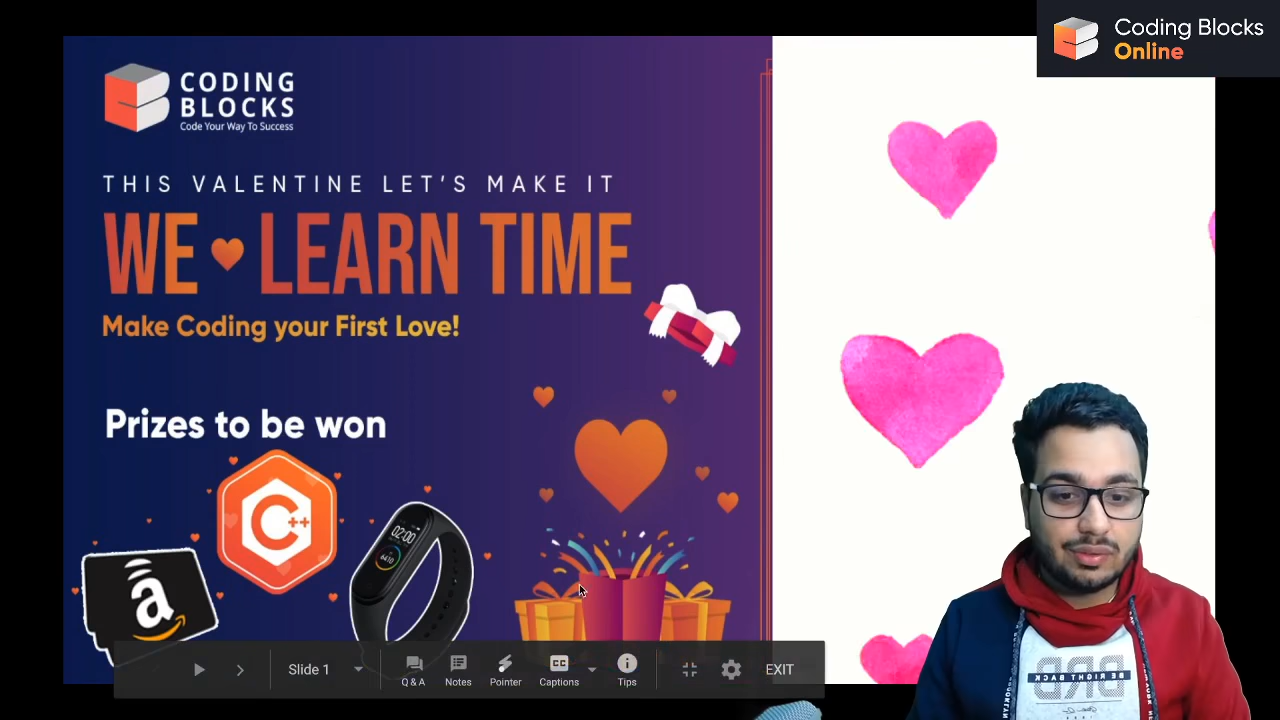 Coding Blocks
Online
CODING
BLOCKS
Code Your Way To Success
THIS VALENTINE LET'S MAKE IT
WE LEARN TIME
Make Coding your First Love!
Prizes to be won
C++
02:00
6410
a
Slide 1
Q & A
Notes
Pointer
CC
Captions
Tips
EXIT
BRB
BE RIGHT BACK
BROOKLYN